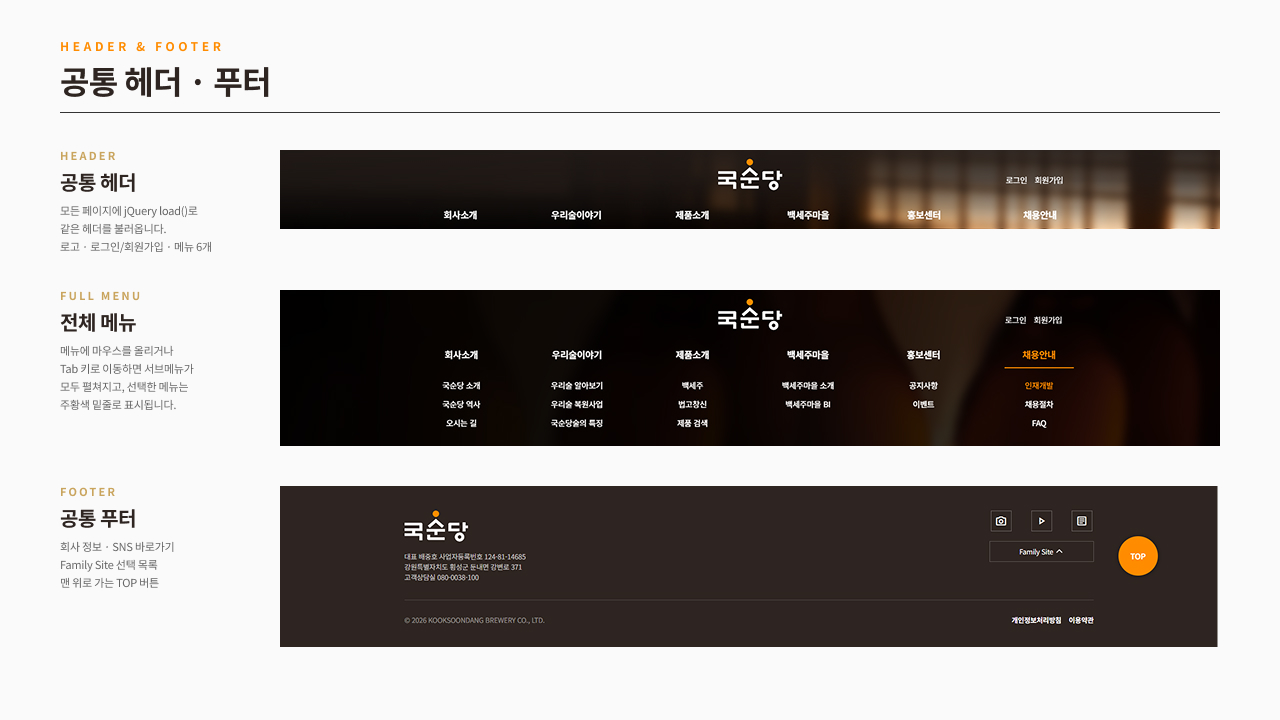 HEADER & FOOTER
공통 헤더 · 푸터
HEADER
공통 헤더
모든 페이지에 jQuery load()로
같은 헤더를 불러옵니다.
로고 · 로그인/회원가입 · 메뉴 6개
국순당
로그인 회원가입
회사소개 우리술이야기 제품소개 백세주마을 홍보센터 채용안내
FULL MENU
전체 메뉴
메뉴에 마우스를 올리거나
Tab 키로 이동하면 서브메뉴가
모두 펼쳐지고, 선택한 메뉴는
주황색 밑줄로 표시됩니다.
국순당
로그인 회원가입
회사소개 우리술이야기 제품소개 백세주마을 홍보센터 채용안내
국순당 소개 우리술 알아보기 백세주 백세주마을 소개 공지사항 인재개발
국순당 역사 우리술 복원사업 법고창신 백세주마을 BI 이벤트 채용절차
오시는 길 국순당술의 특징 제품 검색 FAQ
FOOTER
공통 푸터
회사 정보 · SNS 바로가기
Family Site 선택 목록
맨 위로 가는 TOP 버튼
국순당
대표 배중호 사업자등록번호 124-81-14685
강원특별자치도 횡성군 둔내면 강변로 371
고객상담실 080-0038-100
Family Site
TOP
© 2026 KOOKSOONDANG BREWERY CO., LTD.
개인정보처리방침 이용약관